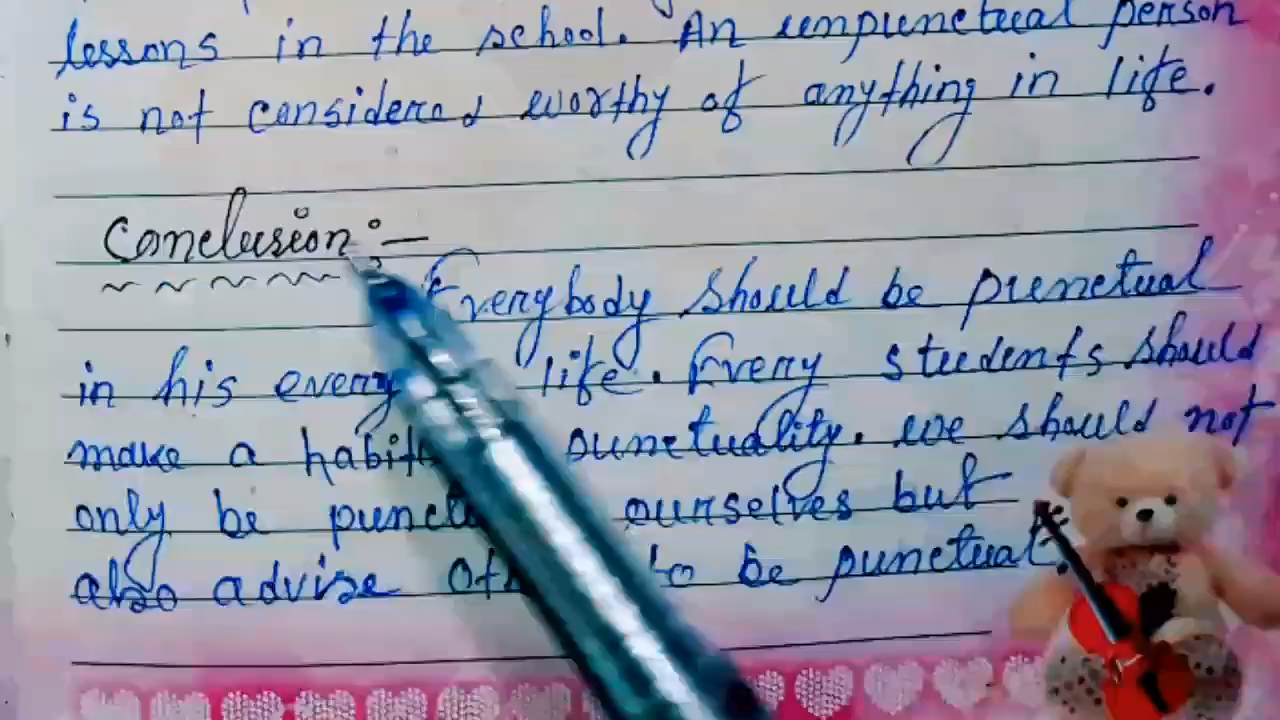 lessons in the school. An unpunctual person
is not considered worthy of anything in life.
Conclusion :-
Everybody should be punctual
in his every life. Every students should
make a habit punctuality. we should not
only be ourselves but
also advise to be punctual.